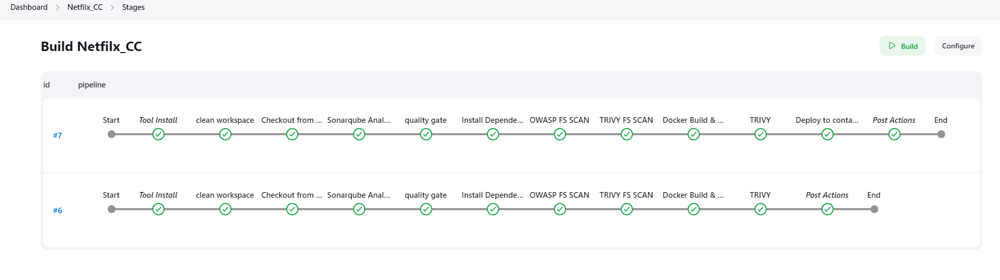 Dashboard > Netfilx_CC > Stages
Build Netfilx_CC
Build
Configure
id pipeline
Start Tool Install clean workspace Checkout from ... Sonarqube Anal... quality gate Install Depende... OWASP FS SCAN TRIVY FS SCAN Docker Build & ... TRIVY Deploy to conta... Post Actions End
#7
Start Tool Install clean workspace Checkout from ... Sonarqube Anal... quality gate Install Depende... OWASP FS SCAN TRIVY FS SCAN Docker Build & ... TRIVY Post Actions End
#6